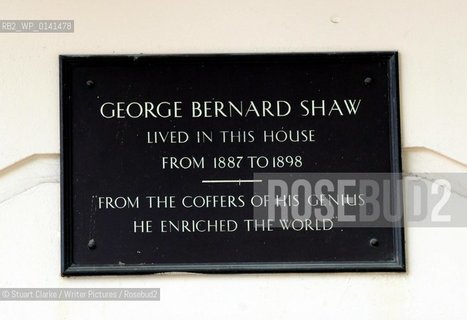 RB2_WP_0141478
GEORGE BERNARD SHAW
LIVED IN THIS HOUSE
FROM 1887 TO 1898
"FROM THE COFFERS OF HIS GENIUS
HE ENRICHED THE WORLD"
ROSEBUD2
© Stuart Clarke / Writer Pictures / Rosebud2